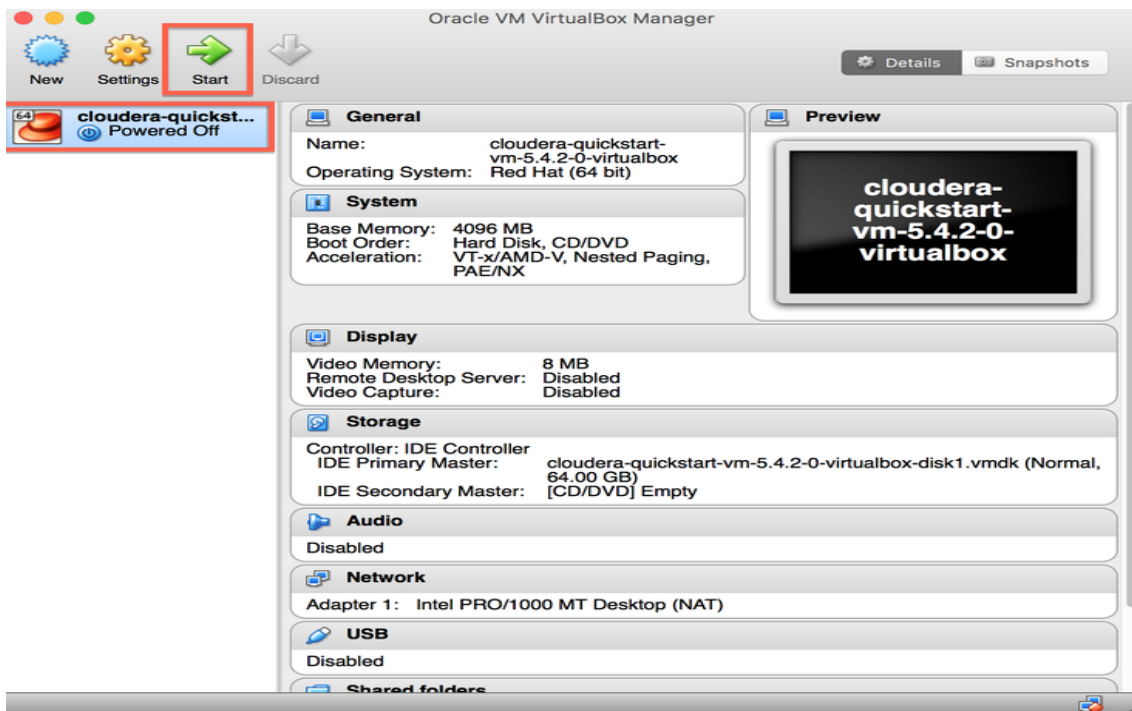 Oracle VM VirtualBox Manager
New Settings Start Discard
Details Snapshots
64
cloudera-quickst...
Powered Off
General
Name: cloudera-quickstart-
vm-5.4.2-0-virtualbox
Operating System: Red Hat (64 bit)
System
Base Memory: 4096 MB
Boot Order: Hard Disk, CD/DVD
Acceleration: VT-x/AMD-V, Nested Paging,
PAE/NX
Preview
cloudera-
quickstart-
vm-5.4.2-0-
virtualbox
Display
Video Memory: 8 MB
Remote Desktop Server: Disabled
Video Capture: Disabled
Storage
Controller: IDE Controller
IDE Primary Master: cloudera-quickstart-vm-5.4.2-0-virtualbox-disk1.vmdk (Normal,
64.00 GB)
IDE Secondary Master: [CD/DVD] Empty
Audio
Disabled
Network
Adapter 1: Intel PRO/1000 MT Desktop (NAT)
USB
Disabled
Shared folders